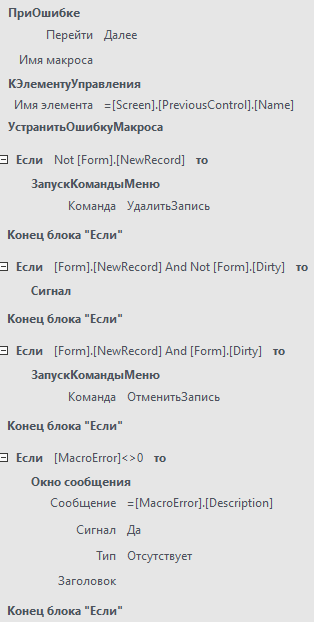 ПриОшибке
Перейти Далее
Имя макроса
КЭлементуУправления
Имя элемента =[Screen].[PreviousControl].[Name]
УстранитьОшибкуМакроса
Если Not [Form].[NewRecord] то
ЗапускКомандыМеню
Команда УдалитьЗапись
Конец блока "Если"
Если [Form].[NewRecord] And Not [Form].[Dirty] то
Сигнал
Конец блока "Если"
Если [Form].[NewRecord] And [Form].[Dirty] то
ЗапускКомандыМеню
Команда ОтменитьЗапись
Конец блока "Если"
Если [MacroError]<>0 то
Окно сообщения
Сообщение =[MacroError].[Description]
Сигнал Да
Тип Отсутствует
Заголовок
Конец блока "Если"